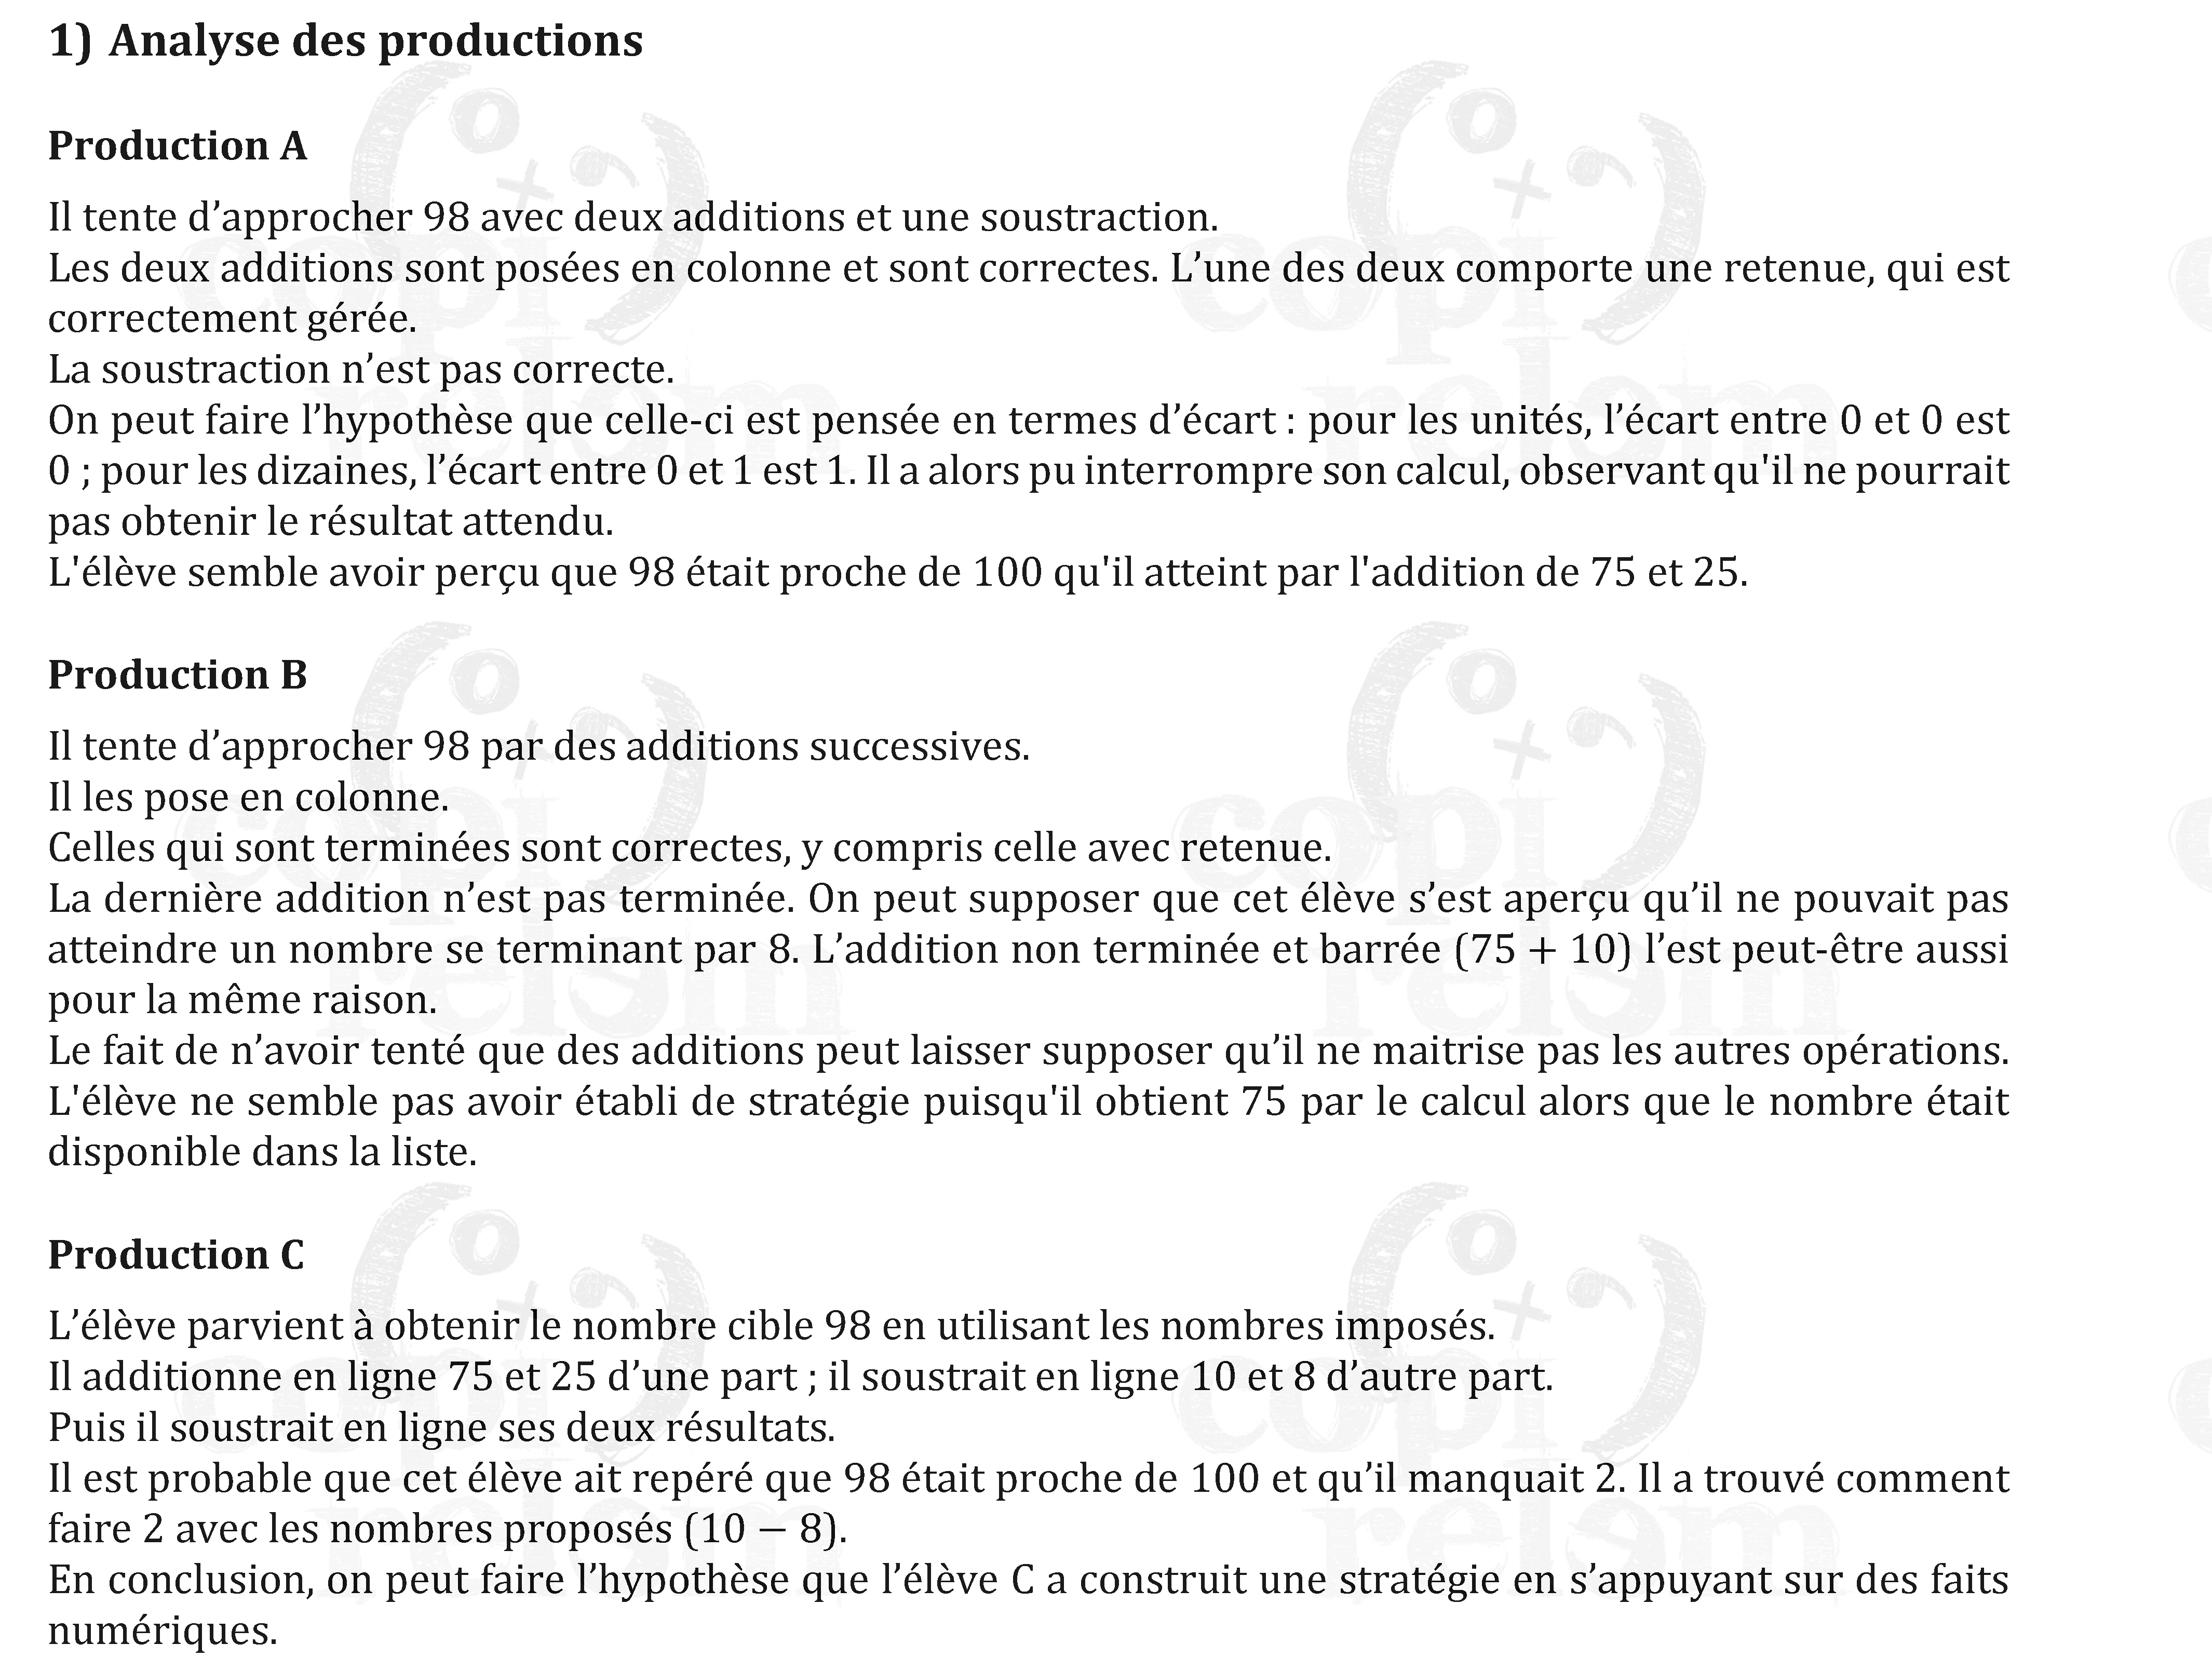 1) Analyse des productions
Production A
Il tente d’approcher 98 avec deux additions et une soustraction.
Les deux additions sont posées en colonne et sont correctes. L’une des deux comporte une retenue, qui est
correctement gérée.
La soustraction n’est pas correcte.
On peut faire l’hypothèse que celle-ci est pensée en termes d’écart : pour les unités, l’écart entre 0 et 0 est
0 ; pour les dizaines, l’écart entre 0 et 1 est 1. Il a alors pu interrompre son calcul, observant qu'il ne pourrait
pas obtenir le résultat attendu.
L'élève semble avoir perçu que 98 était proche de 100 qu'il atteint par l'addition de 75 et 25.
Production B
Il tente d’approcher 98 par des additions successives.
Il les pose en colonne.
Celles qui sont terminées sont correctes, y compris celle avec retenue.
La dernière addition n’est pas terminée. On peut supposer que cet élève s’est aperçu qu’il ne pouvait pas
atteindre un nombre se terminant par 8. L’addition non terminée et barrée (75 + 10) l’est peut-être aussi
pour la même raison.
Le fait de n’avoir tenté que des additions peut laisser supposer qu’il ne maitrise pas les autres opérations.
L'élève ne semble pas avoir établi de stratégie puisqu'il obtient 75 par le calcul alors que le nombre était
disponible dans la liste.
Production C
L’élève parvient à obtenir le nombre cible 98 en utilisant les nombres imposés.
Il additionne en ligne 75 et 25 d’une part ; il soustrait en ligne 10 et 8 d’autre part.
Puis il soustrait en ligne ses deux résultats.
Il est probable que cet élève ait repéré que 98 était proche de 100 et qu’il manquait 2. Il a trouvé comment
faire 2 avec les nombres proposés (10 − 8).
En conclusion, on peut faire l’hypothèse que l’élève C a construit une stratégie en s’appuyant sur des faits
numériques.